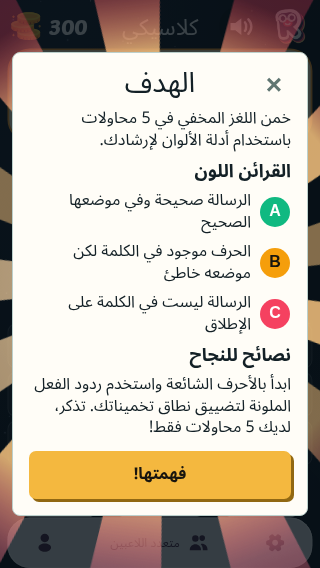 300
كلاسيكي
الهدف
خمن اللغز المخفي في 5 محاولات
باستخدام أدلة الألوان لإرشادك.
القرائن اللون
A
الرسالة صحيحة وفي موضعها
الصحيح
B
الحرف موجود في الكلمة لكن
موضعه خاطئ
C
الرسالة ليست في الكلمة على
الإطلاق
نصائح للنجاح
ابدأ بالأحرف الشائعة واستخدم ردود الفعل
الملونة لتضييق نطاق تخميناتك. تذكر،
لديك 5 محاولات فقط!
فهمتها!
متعدد اللاعبين